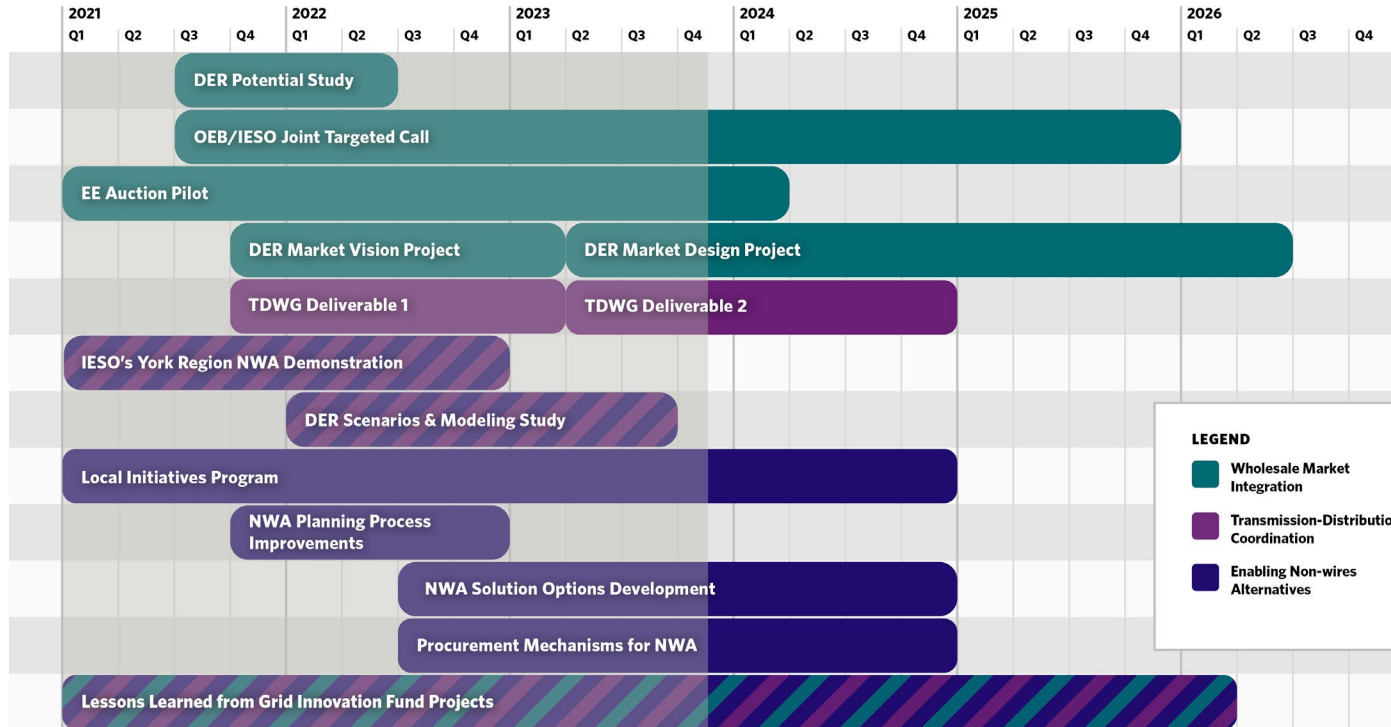 2021 2022 2023 2024 2025 2026
Q1 Q2 Q3 Q4 Q1 Q2 Q3 Q4 Q1 Q2 Q3 Q4 Q1 Q2 Q3 Q4 Q1 Q2 Q3 Q4 Q1 Q2 Q3 Q4
DER Potential Study
OEB/IESO Joint Targeted Call
EE Auction Pilot
DER Market Vision Project DER Market Design Project
TDWG Deliverable 1 TDWG Deliverable 2
IESO's York Region NWA Demonstration
DER Scenarios & Modeling Study
Local Initiatives Program
NWA Planning Process
Improvements
NWA Solution Options Development
Procurement Mechanisms for NWA
Lessons Learned from Grid Innovation Fund Projects
LEGEND
Wholesale Market
Integration
Transmission-Distributio
Coordination
Enabling Non-wires
Alternatives